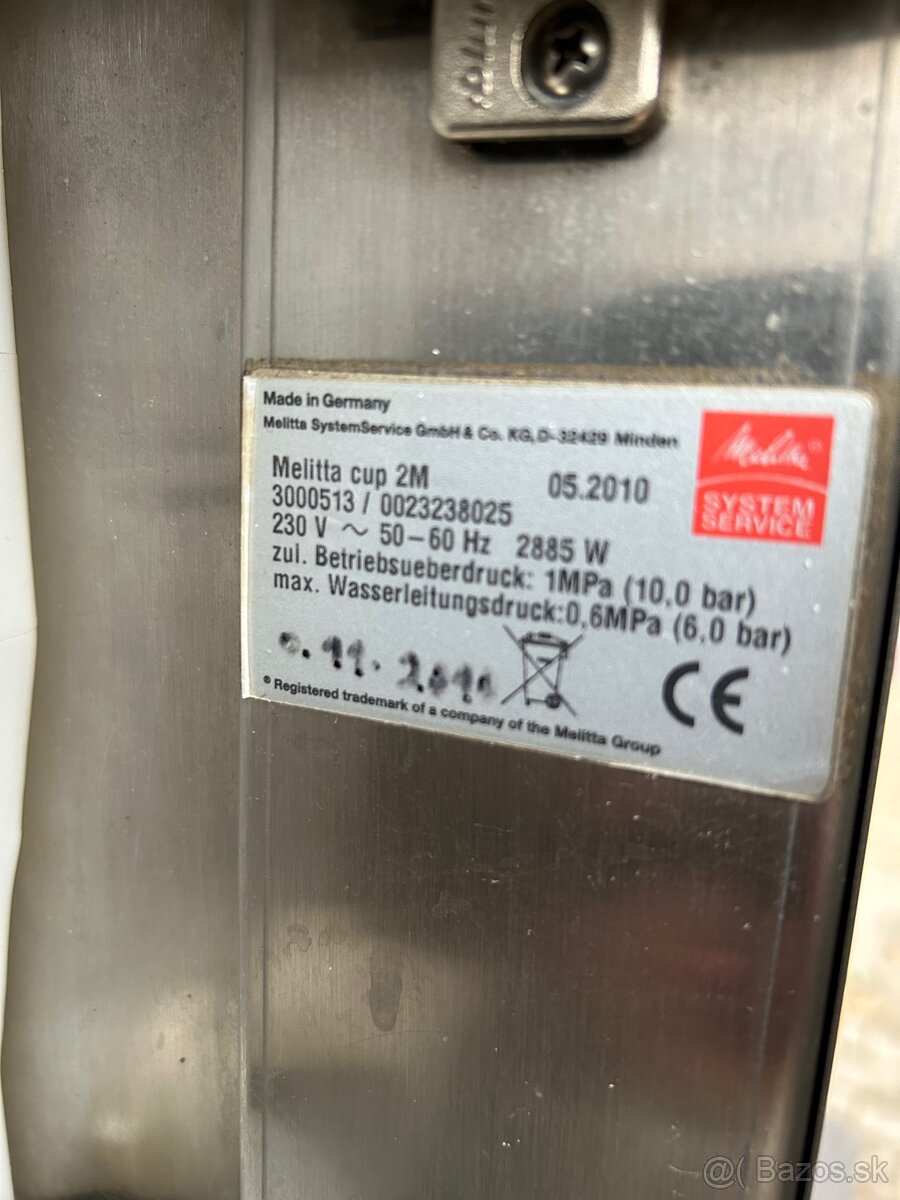 Made in Germany
Melitta SystemService GmbH & Co. KG, D-32429 Minden
Melitta cup 2M 05.2010
3000513 / 0023238025
230 V ~ 50-60 Hz 2885 W
zul. Betriebsueberdruck: 1MPa (10,0 bar)
max. Wasserleitungsdruck:0,6MPa (6,0 bar)
Melitta ®
SYSTEM
SERVICE
CE
® Registered trademark of a company of the Melitta Group
@( Bazos.sk